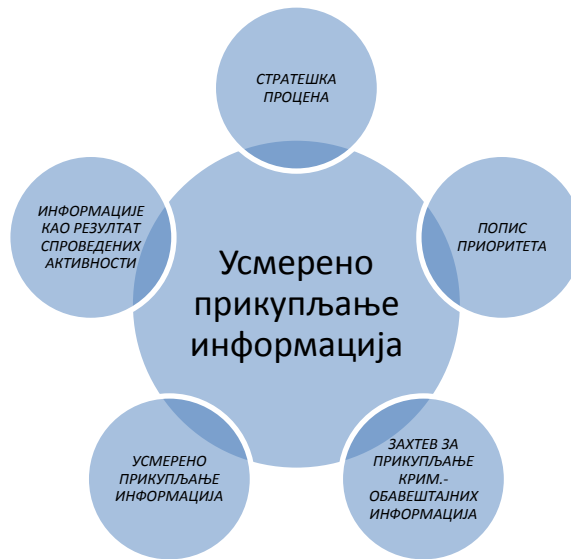 СТРАТЕШКА
ПРОЦЕНА
ИНФОРМАЦИЈЕ
КАО РЕЗУЛТАТ
СПРОВЕДЕНИХ
АКТИВНОСТИ
ПОПИС
ПРИОРИТЕТА
Усмерено
прикупљање
информација
УСМЕРЕНО
ПРИКУПЉАЊЕ
ИНФОРМАЦИЈА
ЗАХТЕВ ЗА
ПРИКУПЉАЊЕ
КРИМ.-
ОБАВЕШТАЈНИХ
ИНФОРМАЦИЈА